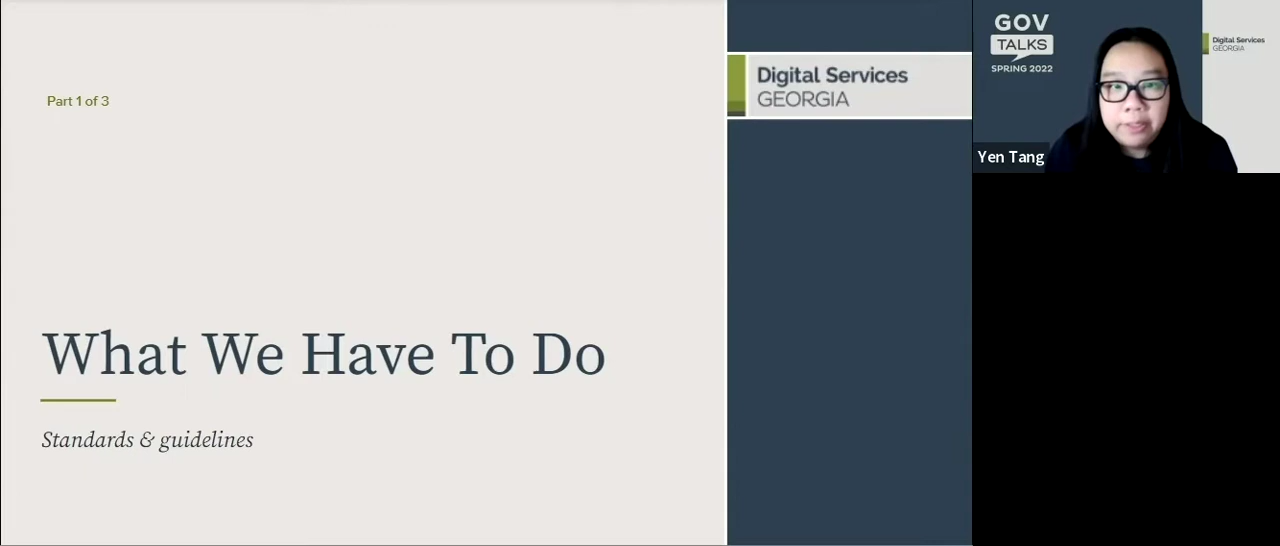 Part 1 of 3
What We Have To Do
Standards & guidelines
Digital Services
GEORGIA
GOV
TALKS
SPRING 2022
Digital Services
GEORGIA
Yen Tang